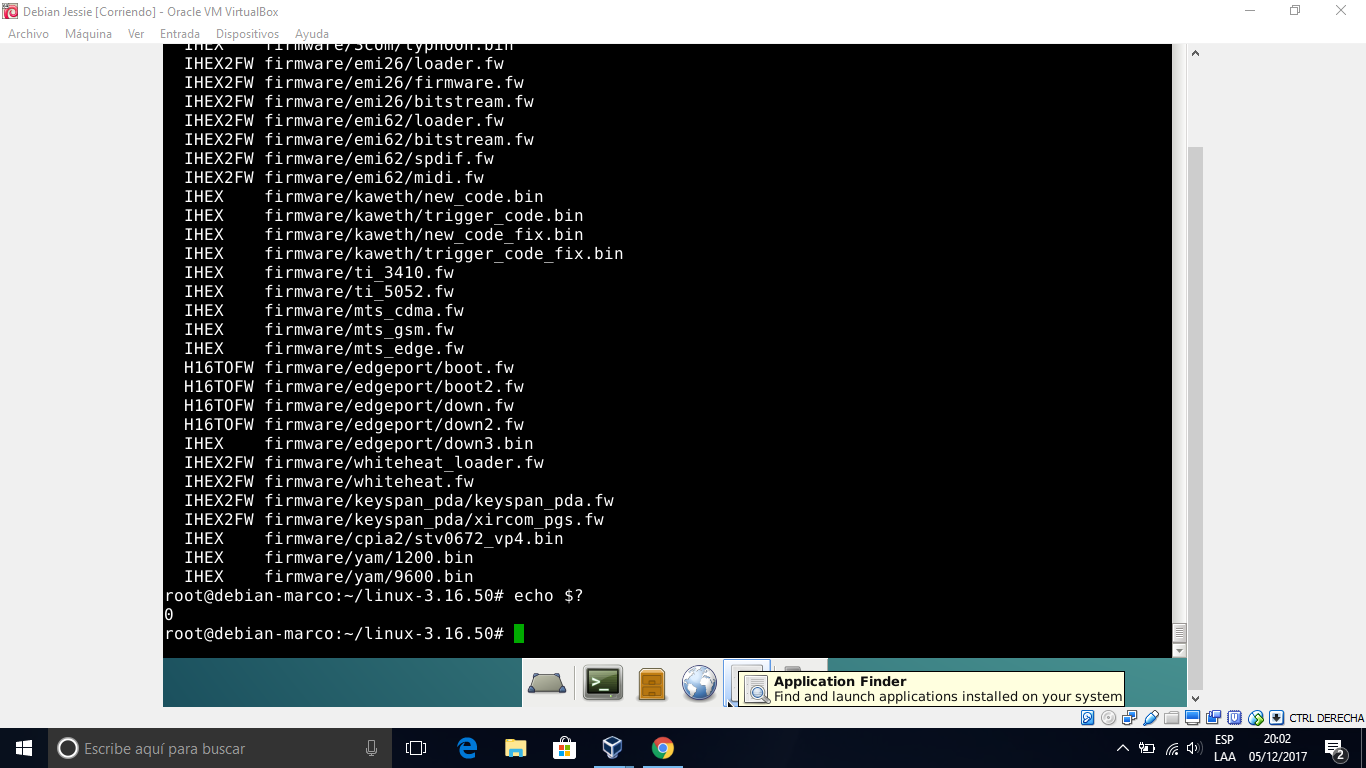 Debian Jessie [Corriendo] - Oracle VM VirtualBox
Archivo Máquina Ver Entrada Dispositivos Ayuda
IHEX firmware/3com/typhoon.bin
IHEX2FW firmware/emi26/loader.fw
IHEX2FW firmware/emi26/firmware.fw
IHEX2FW firmware/emi26/bitstream.fw
IHEX2FW firmware/emi62/loader.fw
IHEX2FW firmware/emi62/bitstream.fw
IHEX2FW firmware/emi62/spdif.fw
IHEX2FW firmware/emi62/midi.fw
IHEX firmware/kaweth/new_code.bin
IHEX firmware/kaweth/trigger_code.bin
IHEX firmware/kaweth/new_code_fix.bin
IHEX firmware/kaweth/trigger_code_fix.bin
IHEX firmware/ti_3410.fw
IHEX firmware/ti_5052.fw
IHEX firmware/mts_cdma.fw
IHEX firmware/mts_gsm.fw
IHEX firmware/mts_edge.fw
H16TOFW firmware/edgeport/boot.fw
H16TOFW firmware/edgeport/boot2.fw
H16TOFW firmware/edgeport/down.fw
H16TOFW firmware/edgeport/down2.fw
IHEX firmware/edgeport/down3.bin
IHEX2FW firmware/whiteheat_loader.fw
IHEX2FW firmware/whiteheat.fw
IHEX2FW firmware/keyspan_pda/keyspan_pda.fw
IHEX2FW firmware/keyspan_pda/xircom_pgs.fw
IHEX firmware/cpia2/stv0672_vp4.bin
IHEX firmware/yam/1200.bin
IHEX firmware/yam/9600.bin
root@debian-marco:~/linux-3.16.50# echo $?
0
root@debian-marco:~/linux-3.16.50#
Application Finder
Find and launch applications installed on your system
CTRL DERECHA
Escribe aquí para buscar
ESP
LAA
20:02
05/12/2017
2